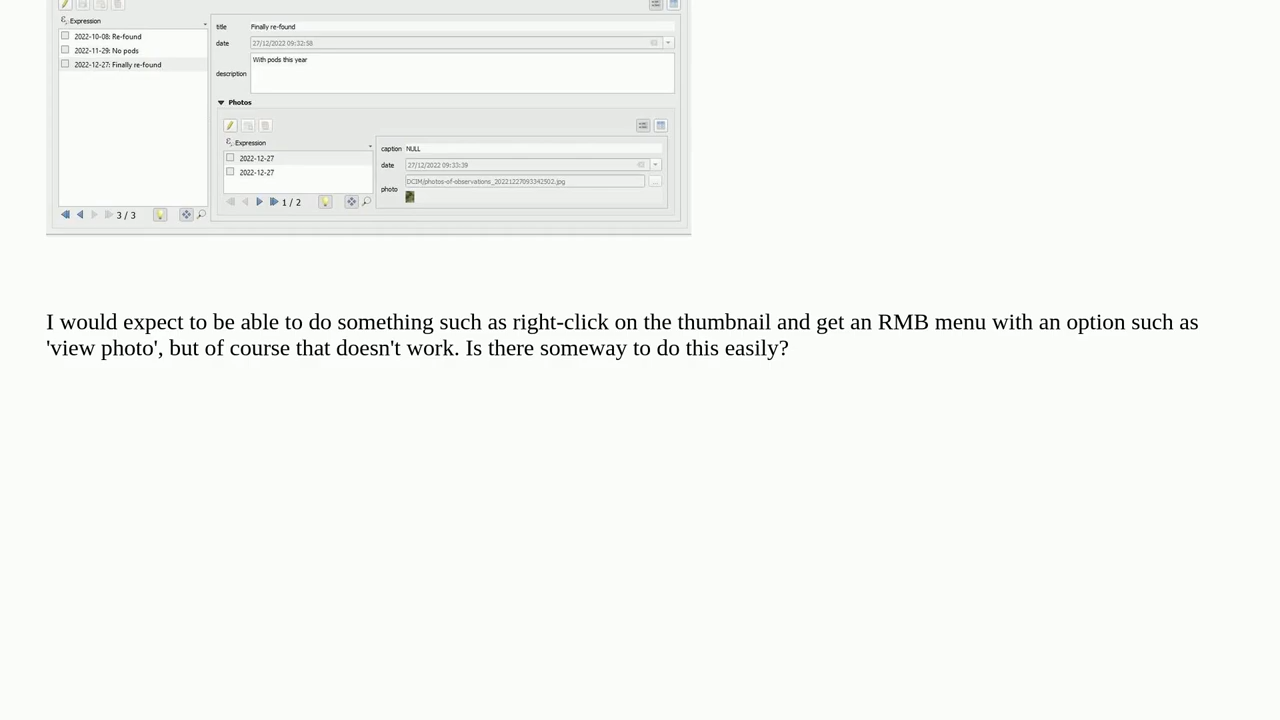 Expression
2022-10-08: Re-found
2022-11-29: No pods
2022-12-27: Finally re-found
3 / 3
title Finally re-found
date 27/12/2022 09:32:58
description With pods this year
Photos
Expression
2022-12-27
2022-12-27
1 / 2
caption NULL
date 27/12/2022 09:33:39
photo DCIM/photos-of-observations_20221227093342502.jpg
...
I would expect to be able to do something such as right-click on the thumbnail and get an RMB menu with an option such as
'view photo', but of course that doesn't work. Is there someway to do this easily?